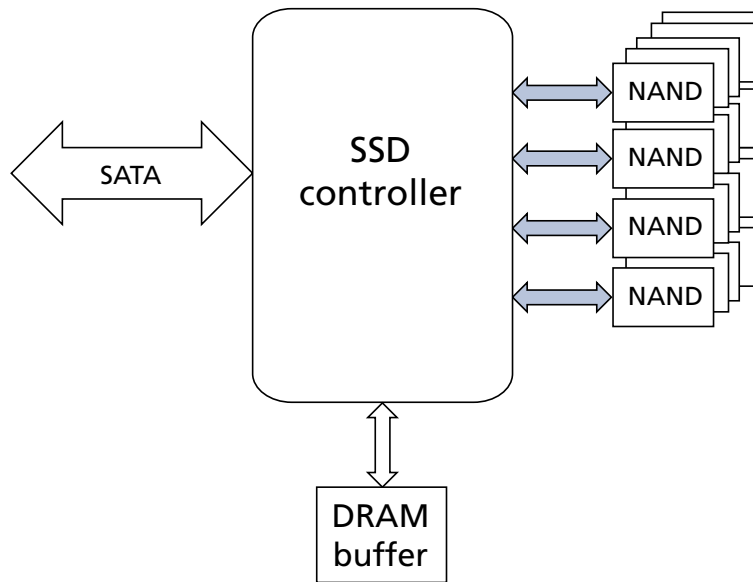 SATA
SSD
controller
NAND
NAND
NAND
NAND
DRAM
buffer